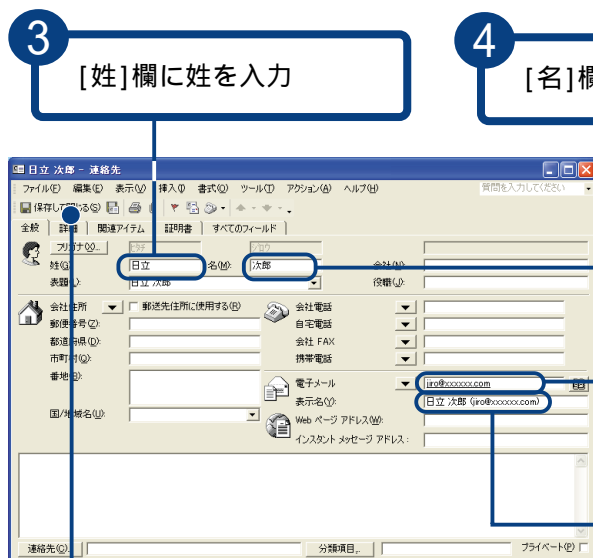 3
4
[姓]欄に姓を入力
[名]欄
日立 次郎 - 連絡先
ファイル(F) 編集(E) 表示(V) 挿入(I) 書式(O) ツール(T) アクション(A) ヘルプ(H) 質問を入力してください
保存して閉じる(S)
全般 詳細 関連アイテム 証明書 すべてのフィールド
フリガナ(X)... ヒタチ ジロウ
姓(G) 日立 名(M): 次郎 会社(N):
表題(L): 日立 次郎 役職(J):
会社住所 郵送先住所に使用する(R) 会社電話
郵便番号(Z): 自宅電話
都道府県(D): 会社 FAX
市町村(Q): 携帯電話
番地(B): 電子メール jiro@xxxxxx.com
表示名(Y): 日立 次郎 (jiro@xxxxxx.com)
国/地域名(U): Web ページ アドレス(W):
インスタント メッセージ アドレス:
連絡先(C)... 分類項目... プライベート(P)